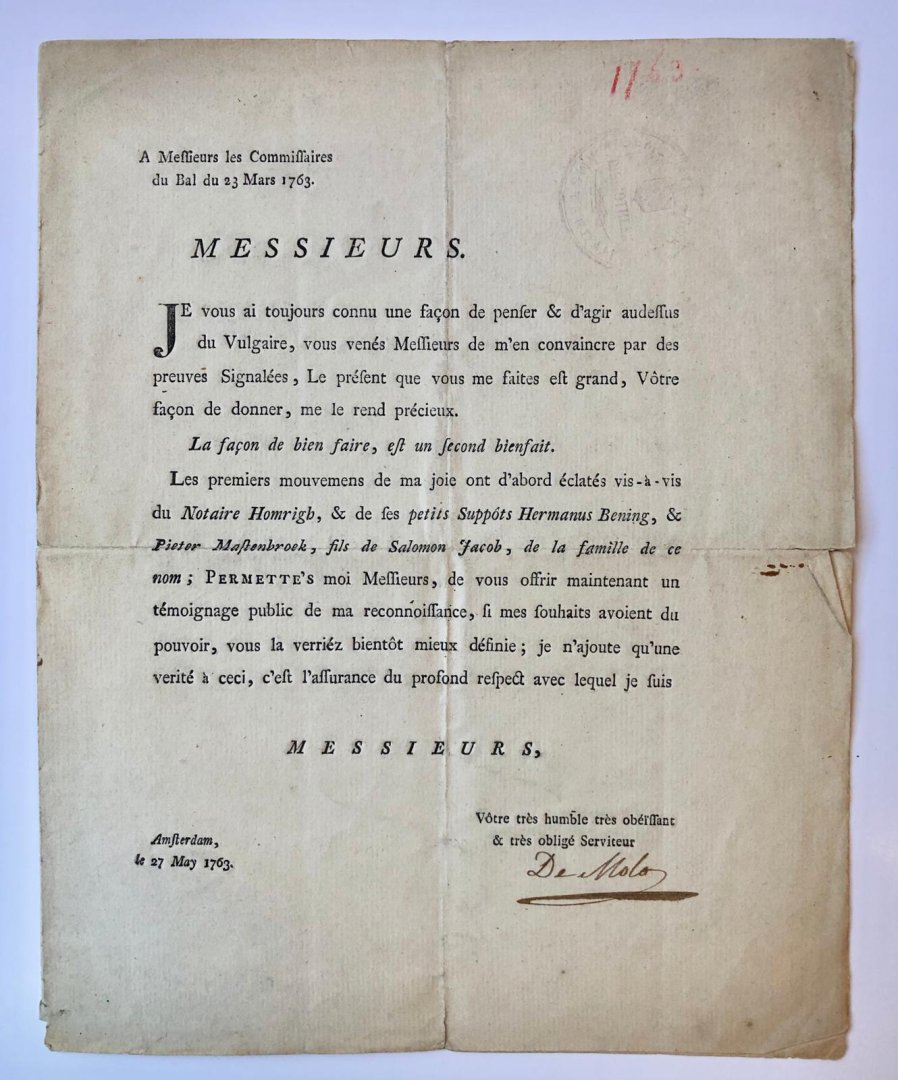 1763.
A Meſſieurs les Commiſſaires
du Bal du 23 Mars 1763.
MESSIEURS.
JE vous ai toujours connu une façon de penſer & d'agir audeſſus
du Vulgaire, vous venés Meſſieurs de m'en convaincre par des
preuves Signalées, Le préſent que vous me faites eſt grand, Vôtre
façon de donner, me le rend précieux.
La façon de bien faire, eſt un ſecond bienfait.
Les premiers mouvemens de ma joie ont d'abord éclatés vis-à-vis
du Notaire Homrigh, & de ſes petits Suppôts Hermanus Bening, &
Pieter Maſtenbroek, fils de Salomon Jacob, de la famille de ce
nom; PERMETTE'S moi Meſſieurs, de vous offrir maintenant un
témoignage public de ma reconnoiſſance, ſi mes ſouhaits avoient du
pouvoir, vous la verriéz bientôt mieux définie; je n'ajoute qu'une
verité à ceci, c'eſt l'aſſurance du profond reſpect avec lequel je ſuis
MESSIEURS,
Vôtre très humble très obéïſſant
& très obligé Serviteur
Amſterdam,
le 27 May 1763.
De Molo